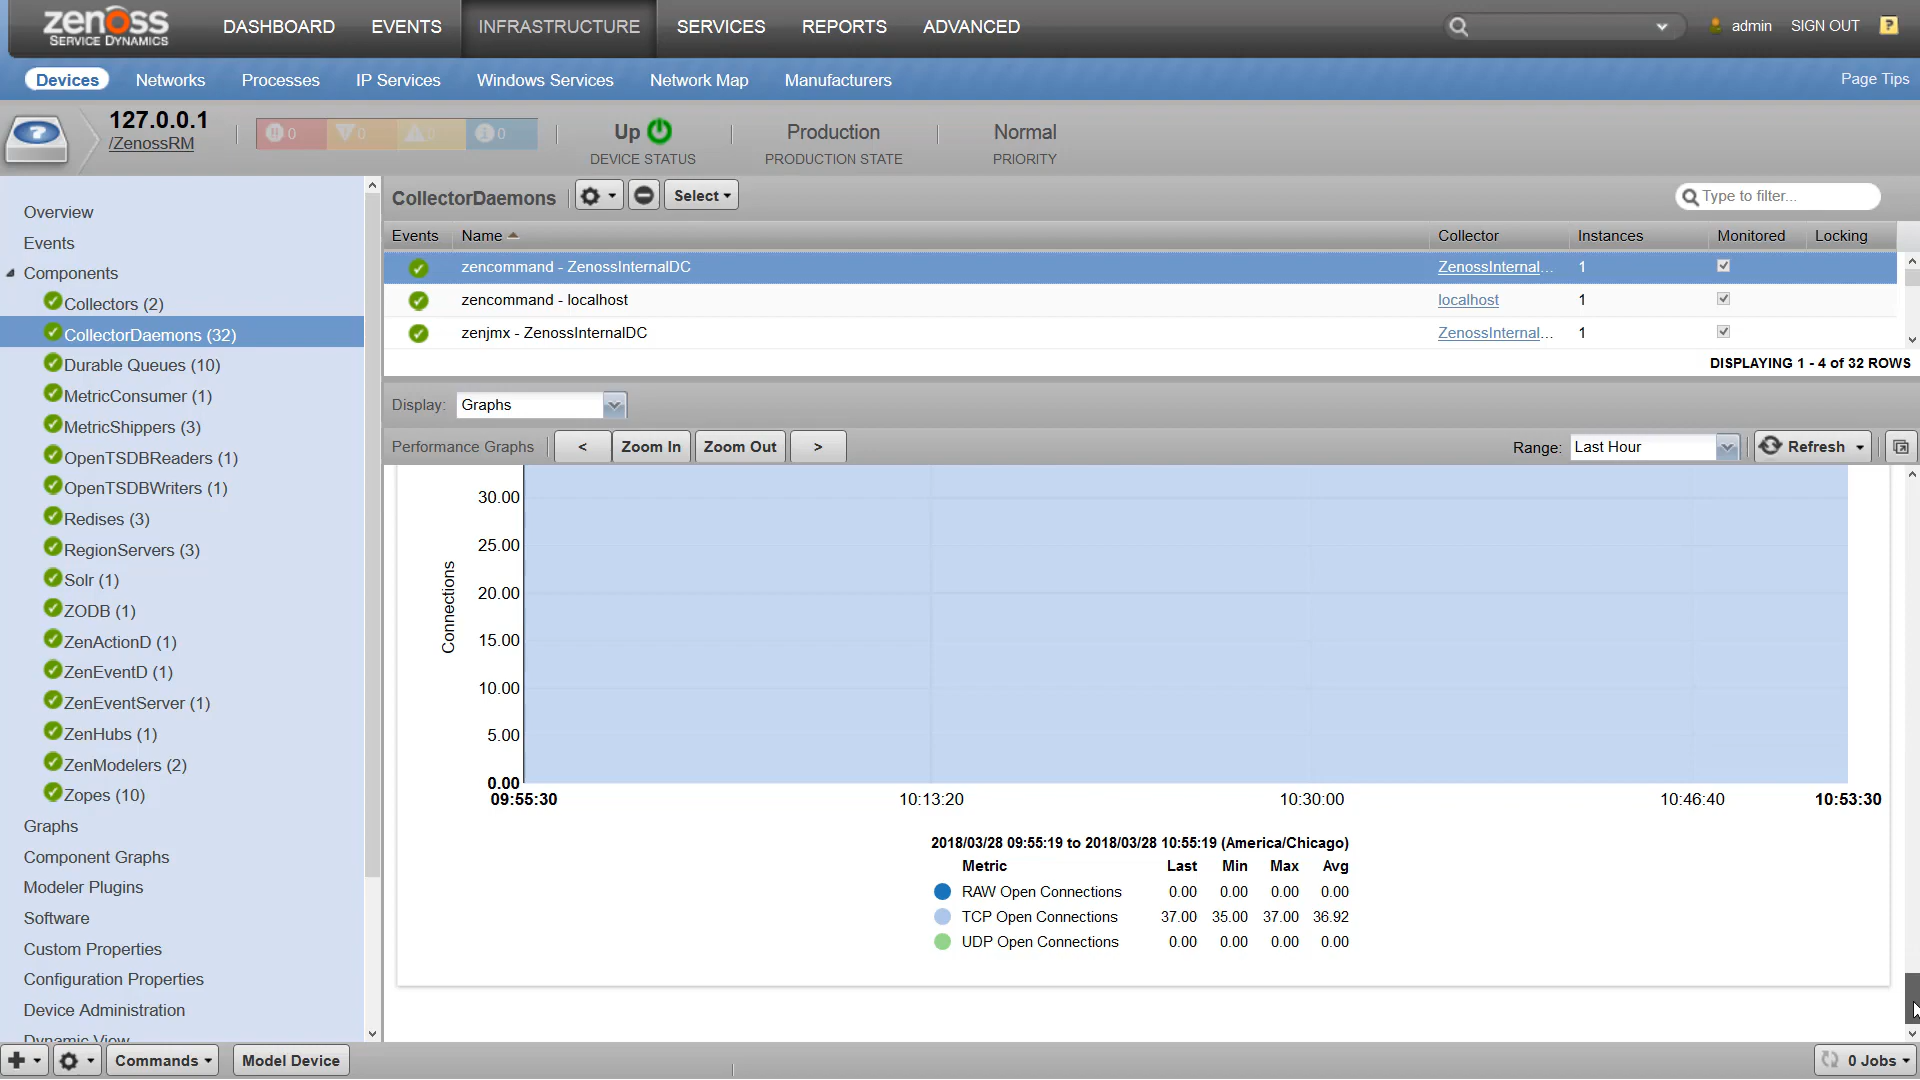 zenoss
SERVICE DYNAMICS
DASHBOARD EVENTS INFRASTRUCTURE SERVICES REPORTS ADVANCED
admin SIGN OUT ?
Devices Networks Processes IP Services Windows Services Network Map Manufacturers
Page Tips
127.0.0.1
/ZenossRM
0 0 0 0
Up
DEVICE STATUS
Production
PRODUCTION STATE
Normal
PRIORITY
Overview
Events
Components
Collectors (2)
CollectorDaemons (32)
Durable Queues (10)
MetricConsumer (1)
MetricShippers (3)
OpenTSDBReaders (1)
OpenTSDBWriters (1)
Redises (3)
RegionServers (3)
Solr (1)
ZODB (1)
ZenActionD (1)
ZenEventD (1)
ZenEventServer (1)
ZenHubs (1)
ZenModelers (2)
Zopes (10)
Graphs
Component Graphs
Modeler Plugins
Software
Custom Properties
Configuration Properties
Device Administration
Dynamic View
CollectorDaemons Select Type to filter...
Events Name Collector Instances Monitored Locking
zencommand - ZenossInternalDC ZenossInternal... 1
zencommand - localhost localhost 1
zenjmx - ZenossInternalDC ZenossInternal... 1
DISPLAYING 1 - 4 of 32 ROWS
Display: Graphs
Performance Graphs < Zoom In Zoom Out > Range: Last Hour Refresh
Connections
30.00
25.00
20.00
15.00
10.00
5.00
0.00
09:55:30 10:13:20 10:30:00 10:46:40 10:53:30
2018/03/28 09:55:19 to 2018/03/28 10:55:19 (America/Chicago)
Metric Last Min Max Avg
RAW Open Connections 0.00 0.00 0.00 0.00
TCP Open Connections 37.00 35.00 37.00 36.92
UDP Open Connections 0.00 0.00 0.00 0.00
Commands Model Device 0 Jobs